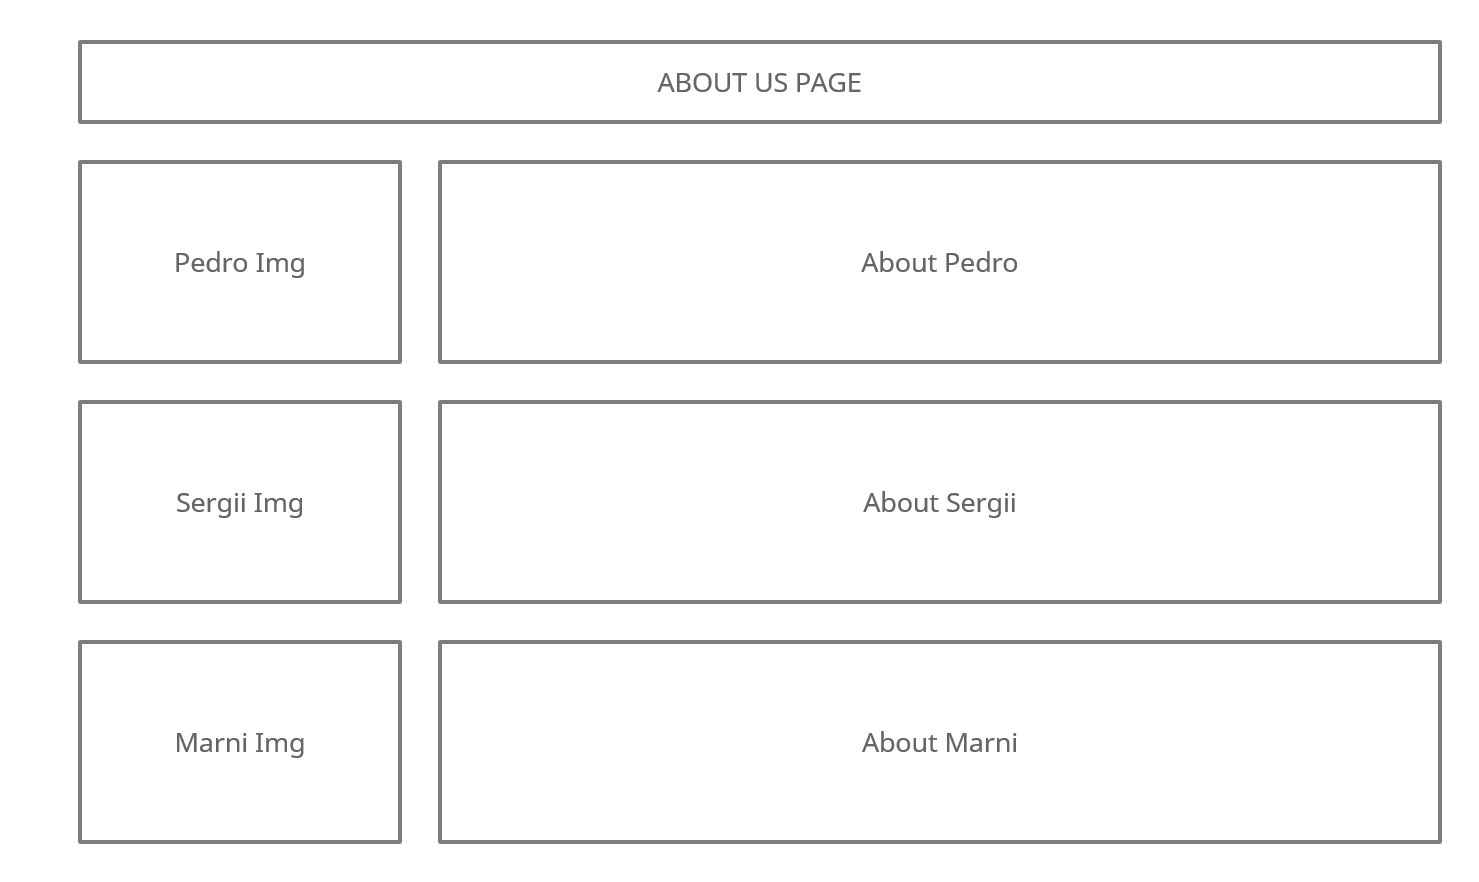 ABOUT US PAGE
Pedro Img
About Pedro
Sergii Img
About Sergii
Marni Img
About Marni